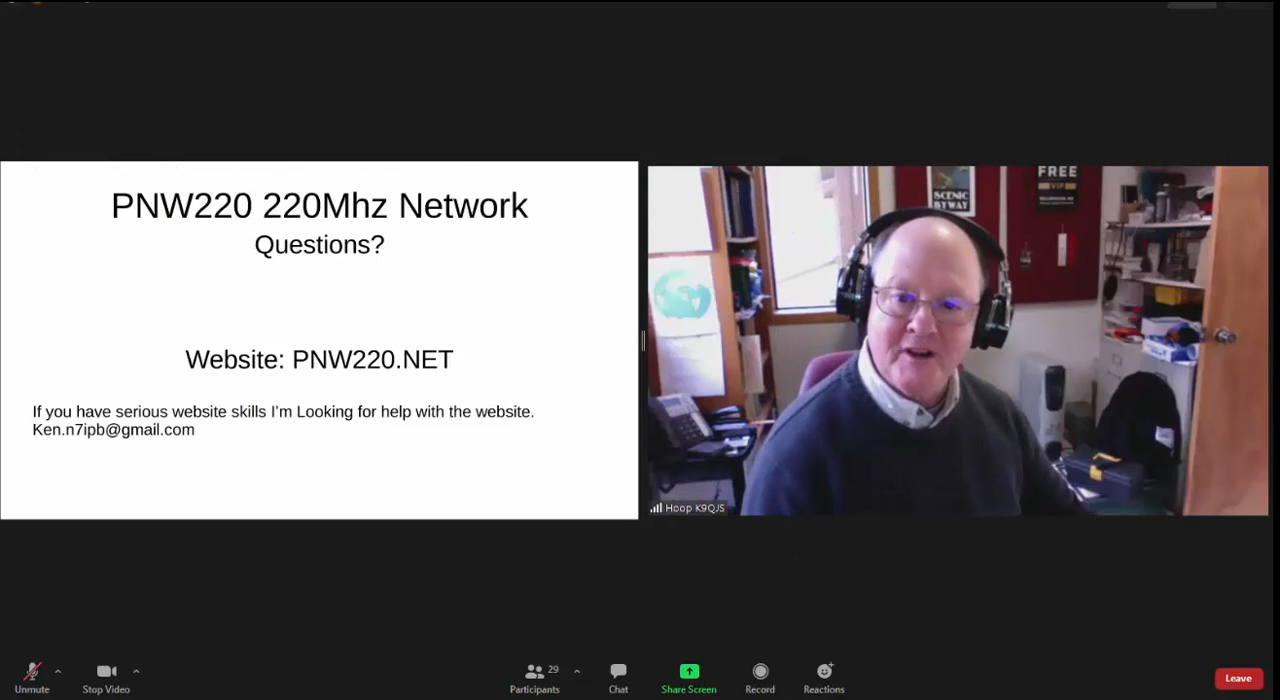 PNW220 220Mhz Network
Questions?
Website: PNW220.NET
If you have serious website skills I'm Looking for help with the website.
Ken.n7ipb@gmail.com
SCENIC
BYWAY
FREE
VIP
Hoop K9QJS
Unmute
Stop Video
29
Participants
Chat
Share Screen
Record
Reactions
Leave